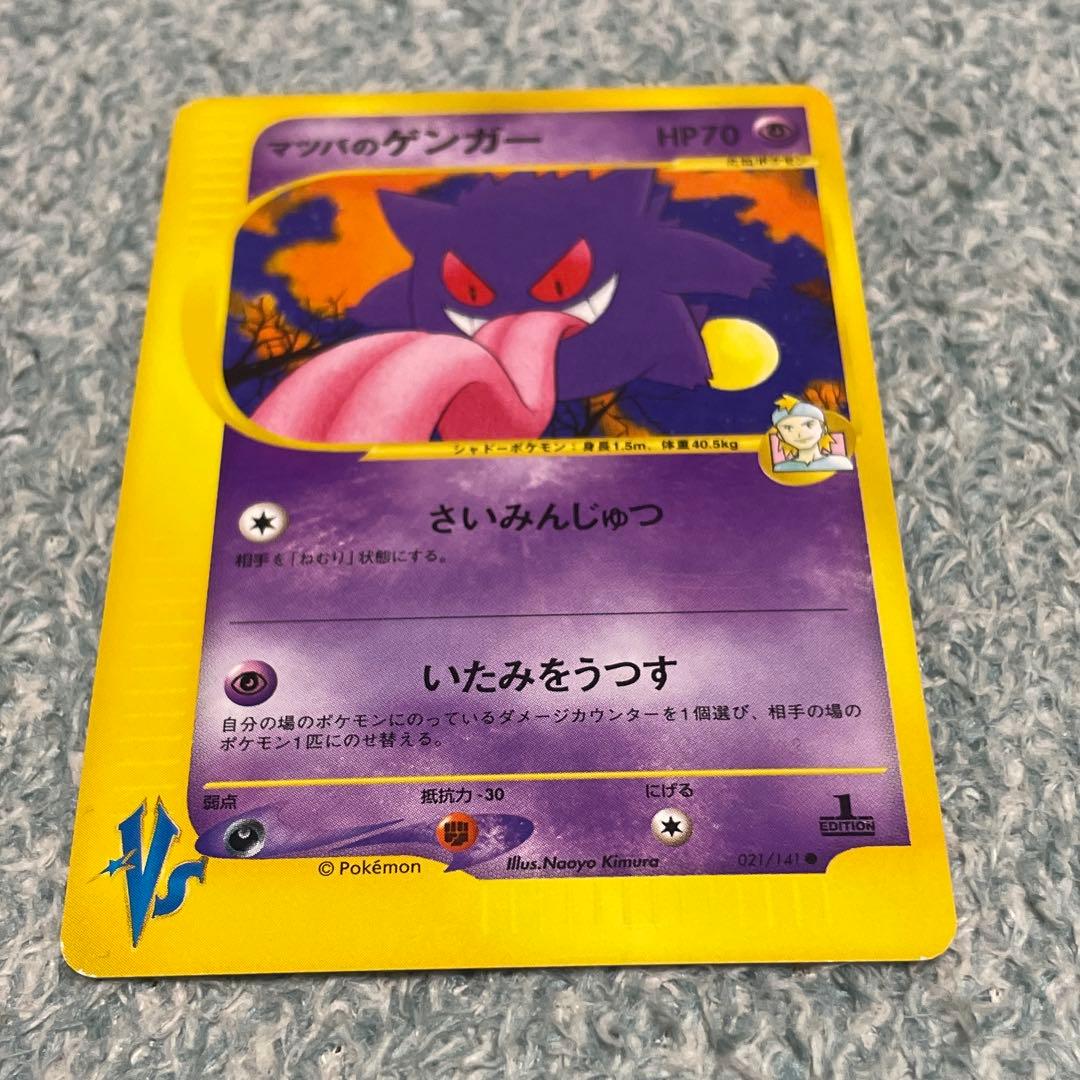 マツバのゲンガー HP70
シャドーポケモン：身長1.5m、体重40.5kg
さいみんじゅつ
相手を「ねむり」状態にする。
いたみをうつす
自分の場のポケモンにのっているダメージカウンターを1個選び、相手の場の
ポケモン1匹にのせ替える。
弱点 抵抗力 -30 にげる
VS
1
EDITION
© Pokémon Illus.Naoyo Kimura 021/141 ●